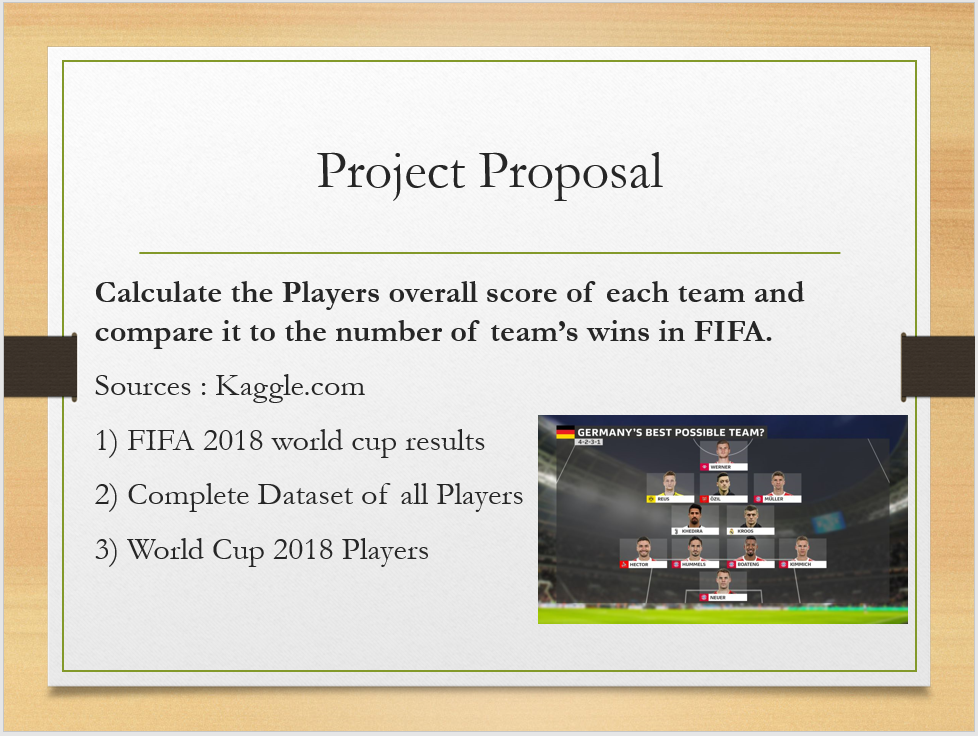 Project Proposal
Calculate the Players overall score of each team and
compare it to the number of team’s wins in FIFA.
Sources : Kaggle.com
1) FIFA 2018 world cup results
2) Complete Dataset of all Players
3) World Cup 2018 Players
GERMANY'S BEST POSSIBLE TEAM?
4-2-3-1
WERNER
REUS ÖZIL MÜLLER
KHEDIRA KROOS
HECTOR HUMMELS BOATENG KIMMICH
NEUER